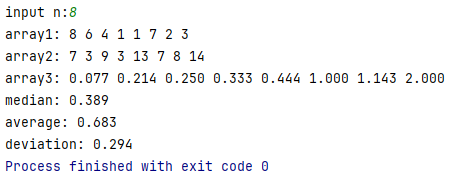 input n:8
array1: 8 6 4 1 1 7 2 3
array2: 7 3 9 3 13 7 8 14
array3: 0.077 0.214 0.250 0.333 0.444 1.000 1.143 2.000
median: 0.389
average: 0.683
deviation: 0.294
Process finished with exit code 0